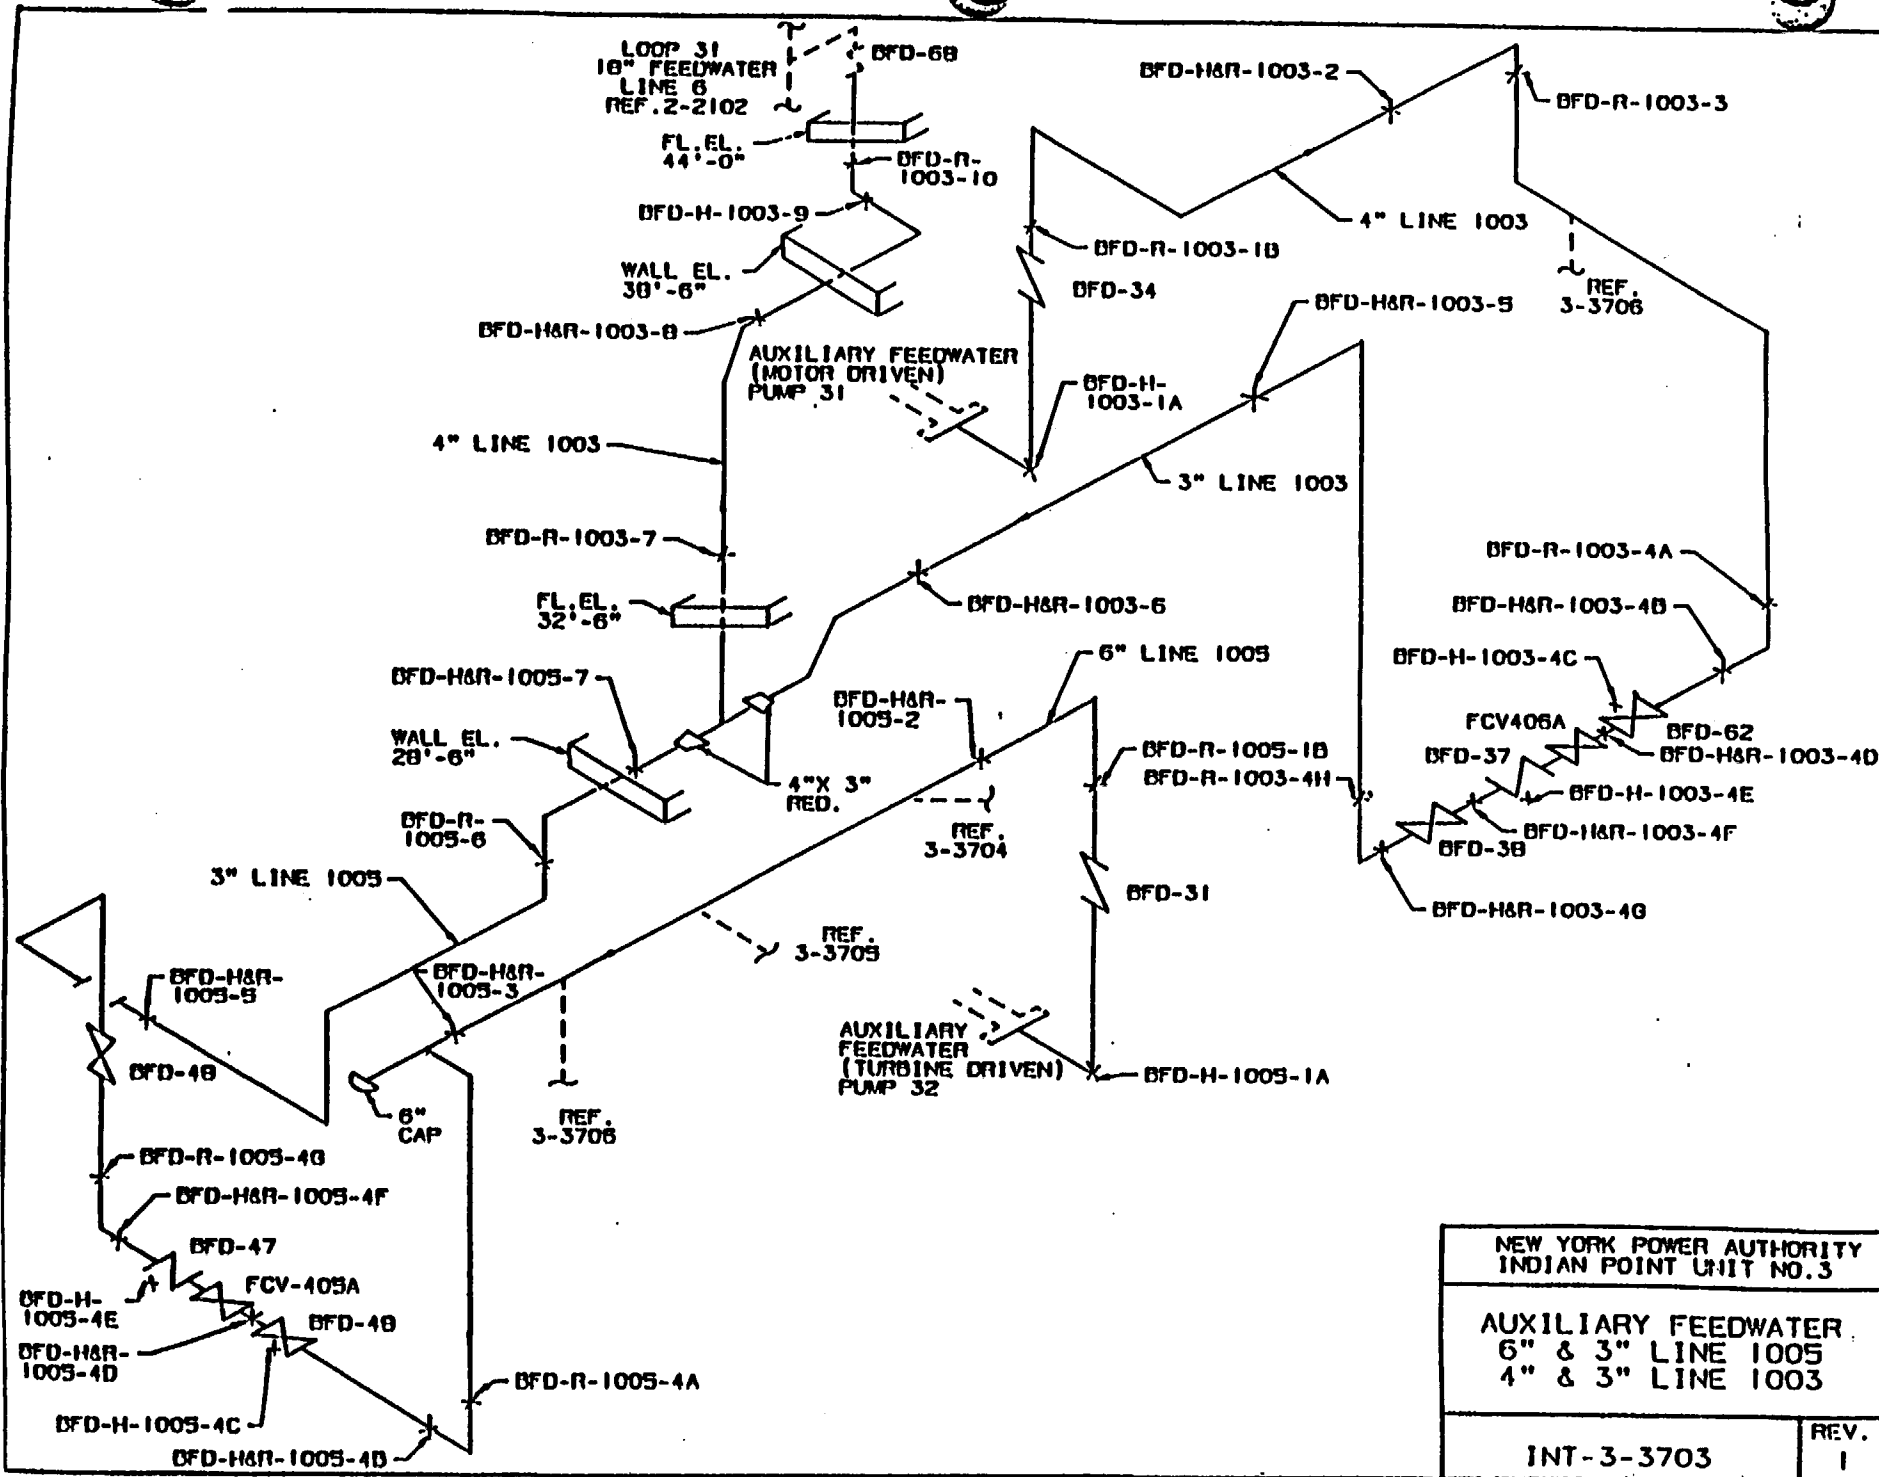 LOOP 31
18" FEEDWATER
LINE 6
REF.2-2102
BFD-68
FL.EL.
44'-0"
BFD-R-
1003-10
BFD-H-1003-9
WALL EL.
38'-6"
BFD-H&R-1003-8
BFD-H&R-1003-2
BFD-R-1003-3
4" LINE 1003
BFD-R-1003-1B
BFD-34
REF.
3-3706
BFD-H&R-1003-5
AUXILIARY FEEDWATER
(MOTOR DRIVEN)
PUMP 31
BFD-H-
1003-1A
4" LINE 1003
3" LINE 1003
BFD-R-1003-7
BFD-R-1003-4A
FL.EL.
32'-6"
BFD-H&R-1003-6
BFD-H&R-1003-4B
6" LINE 1005
BFD-H-1003-4C
BFD-H&R-1005-7
BFD-H&R-
1005-2
FCV406A
BFD-62
WALL EL.
28'-6"
BFD-R-1005-1B
BFD-37
BFD-H&R-1003-4D
BFD-R-1003-4H
4"X 3"
RED.
BFD-H-1003-4E
BFD-R-
1005-6
REF.
3-3704
BFD-H&R-1003-4F
BFD-38
3" LINE 1005
BFD-31
BFD-H&R-1003-4G
REF.
3-3705
BFD-H&R-
1005-5
BFD-H&R-
1005-3
AUXILIARY
FEEDWATER
(TURBINE DRIVEN)
PUMP 32
BFD-48
BFD-H-1005-1A
6"
CAP
REF.
3-3706
BFD-R-1005-4G
BFD-H&R-1005-4F
BFD-47
FCV-405A
BFD-H-
1005-4E
BFD-48
BFD-H&R-
1005-4D
BFD-R-1005-4A
BFD-H-1005-4C
BFD-H&R-1005-4B
NEW YORK POWER AUTHORITY
INDIAN POINT UNIT NO.3
AUXILIARY FEEDWATER
6" & 3" LINE 1005
4" & 3" LINE 1003
INT-3-3703
REV.
1